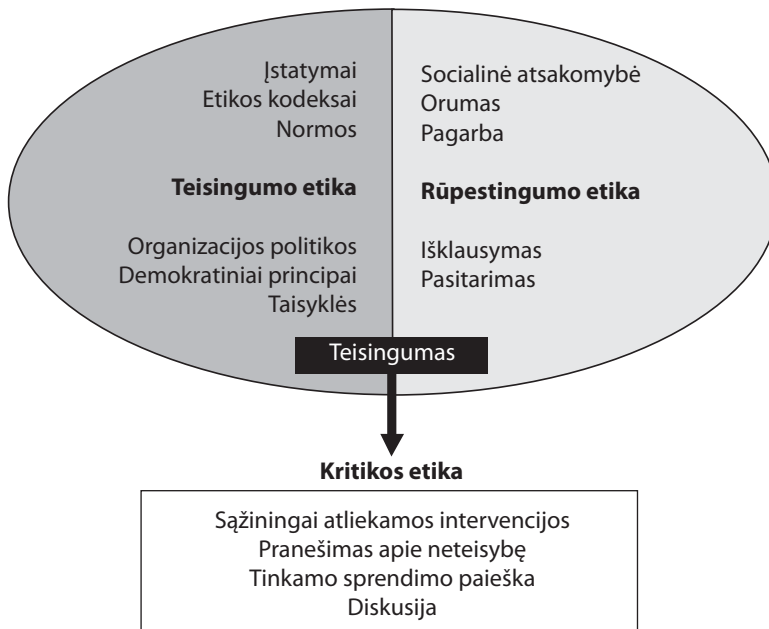 Įstatymai
Etikos kodeksai
Normos
Teisingumo etika
Organizacijos politikos
Demokratiniai principai
Taisyklės
Socialinė atsakomybė
Orumas
Pagarba
Rūpestingumo etika
Išklausymas
Pasitarimas
Teisingumas
Kritikos etika
Sąžiningai atliekamos intervencijos
Pranešimas apie neteisybę
Tinkamo sprendimo paieška
Diskusija